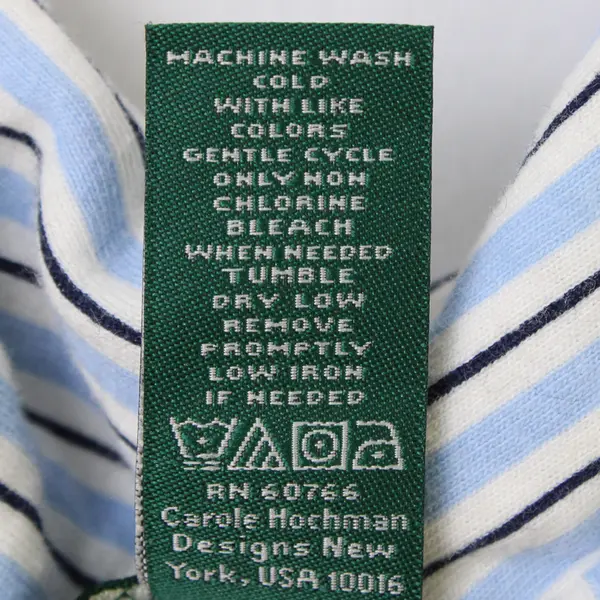 MACHINE WASH
COLD
WITH LIKE
COLORS
GENTLE CYCLE
ONLY NON
CHLORINE
BLEACH
WHEN NEEDED
TUMBLE
DRY LOW
REMOVE
PROMPTLY
LOW IRON
IF NEEDED
RN 60766
Carole Hochman
Designs New
York, USA 10016